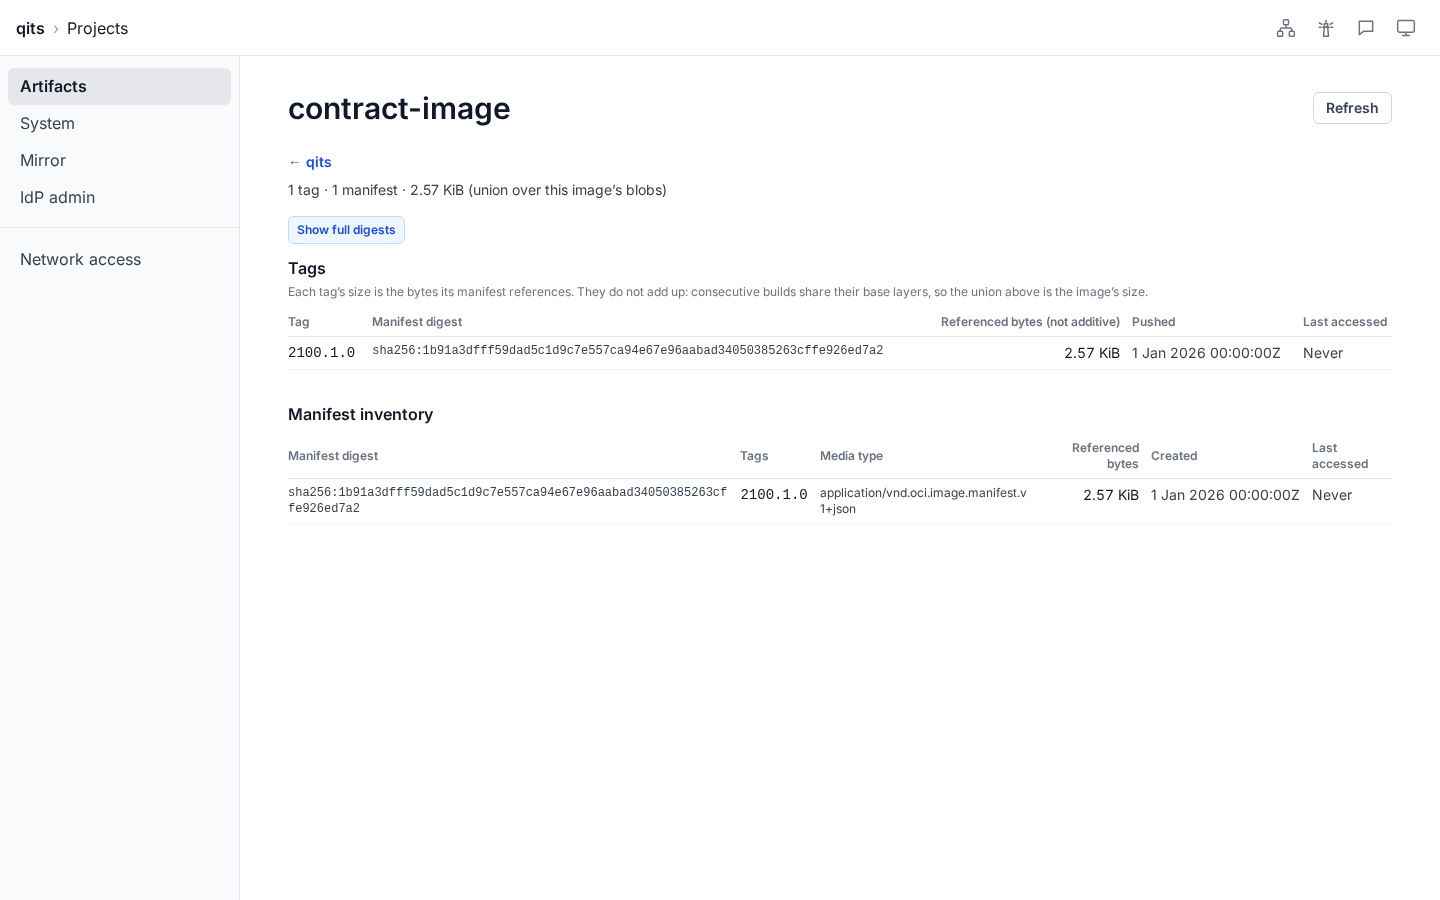 qits › Projects
Artifacts
System
Mirror
IdP admin
Network access
contract-image
Refresh
← qits
1 tag · 1 manifest · 2.57 KiB (union over this image’s blobs)
Show full digests
Tags
Each tag’s size is the bytes its manifest references. They do not add up: consecutive builds share their base layers, so the union above is the image’s size.
Tag Manifest digest Referenced bytes (not additive) Pushed Last accessed
2100.1.0 sha256:1b91a3dfff59dad5c1d9c7e557ca94e67e96aabad34050385263cffe926ed7a2 2.57 KiB 1 Jan 2026 00:00:00Z Never
Manifest inventory
Manifest digest Tags Media type Referenced bytes Created Last accessed
sha256:1b91a3dfff59dad5c1d9c7e557ca94e67e96aabad34050385263cf 2100.1.0 application/vnd.oci.image.manifest.v 2.57 KiB 1 Jan 2026 00:00:00Z Never
fe926ed7a2 1+json